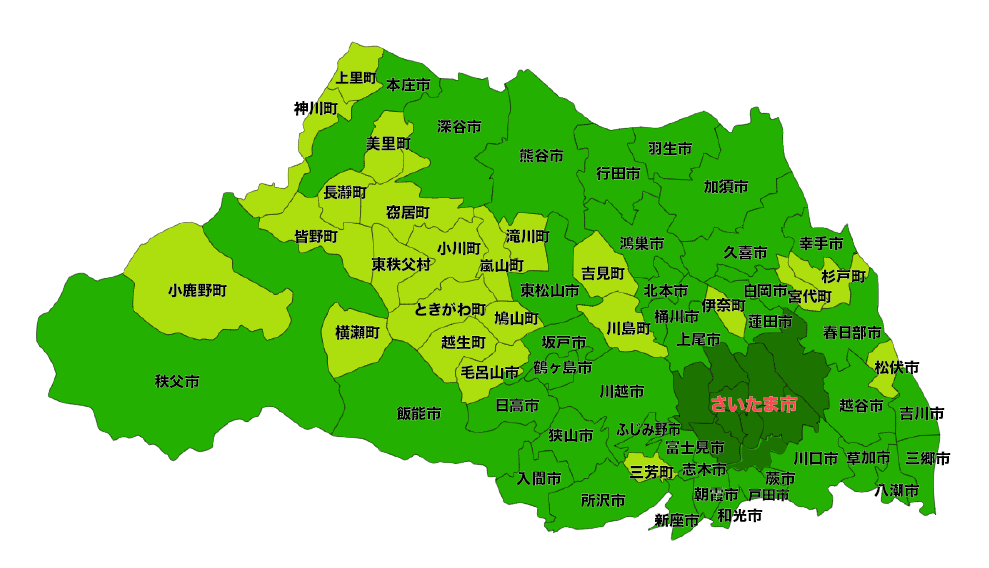 上里町
本庄市
神川町
深谷市
美里町
熊谷市
羽生市
行田市
加須市
長瀞町
寄居町
皆野町
小川町
滝川町
嵐山町
東秩父村
鴻巣市
吉見町
久喜市
幸手市
杉戸町
小鹿野町
東松山市
北本市
白岡市
宮代町
伊奈町
ときがわ町
鳩山町
桶川市
蓮田市
横瀬町
越生町
川島町
上尾市
春日部市
坂戸市
毛呂山市
鶴ヶ島市
松伏市
秩父市
川越市
日高市
さいたま市
越谷市
吉川市
飯能市
狭山市
ふじみ野市
富士見市
川口市
草加市
三郷市
入間市
三芳町
志木市
蕨市
八潮市
所沢市
朝霞市
戸田市
新座市
和光市